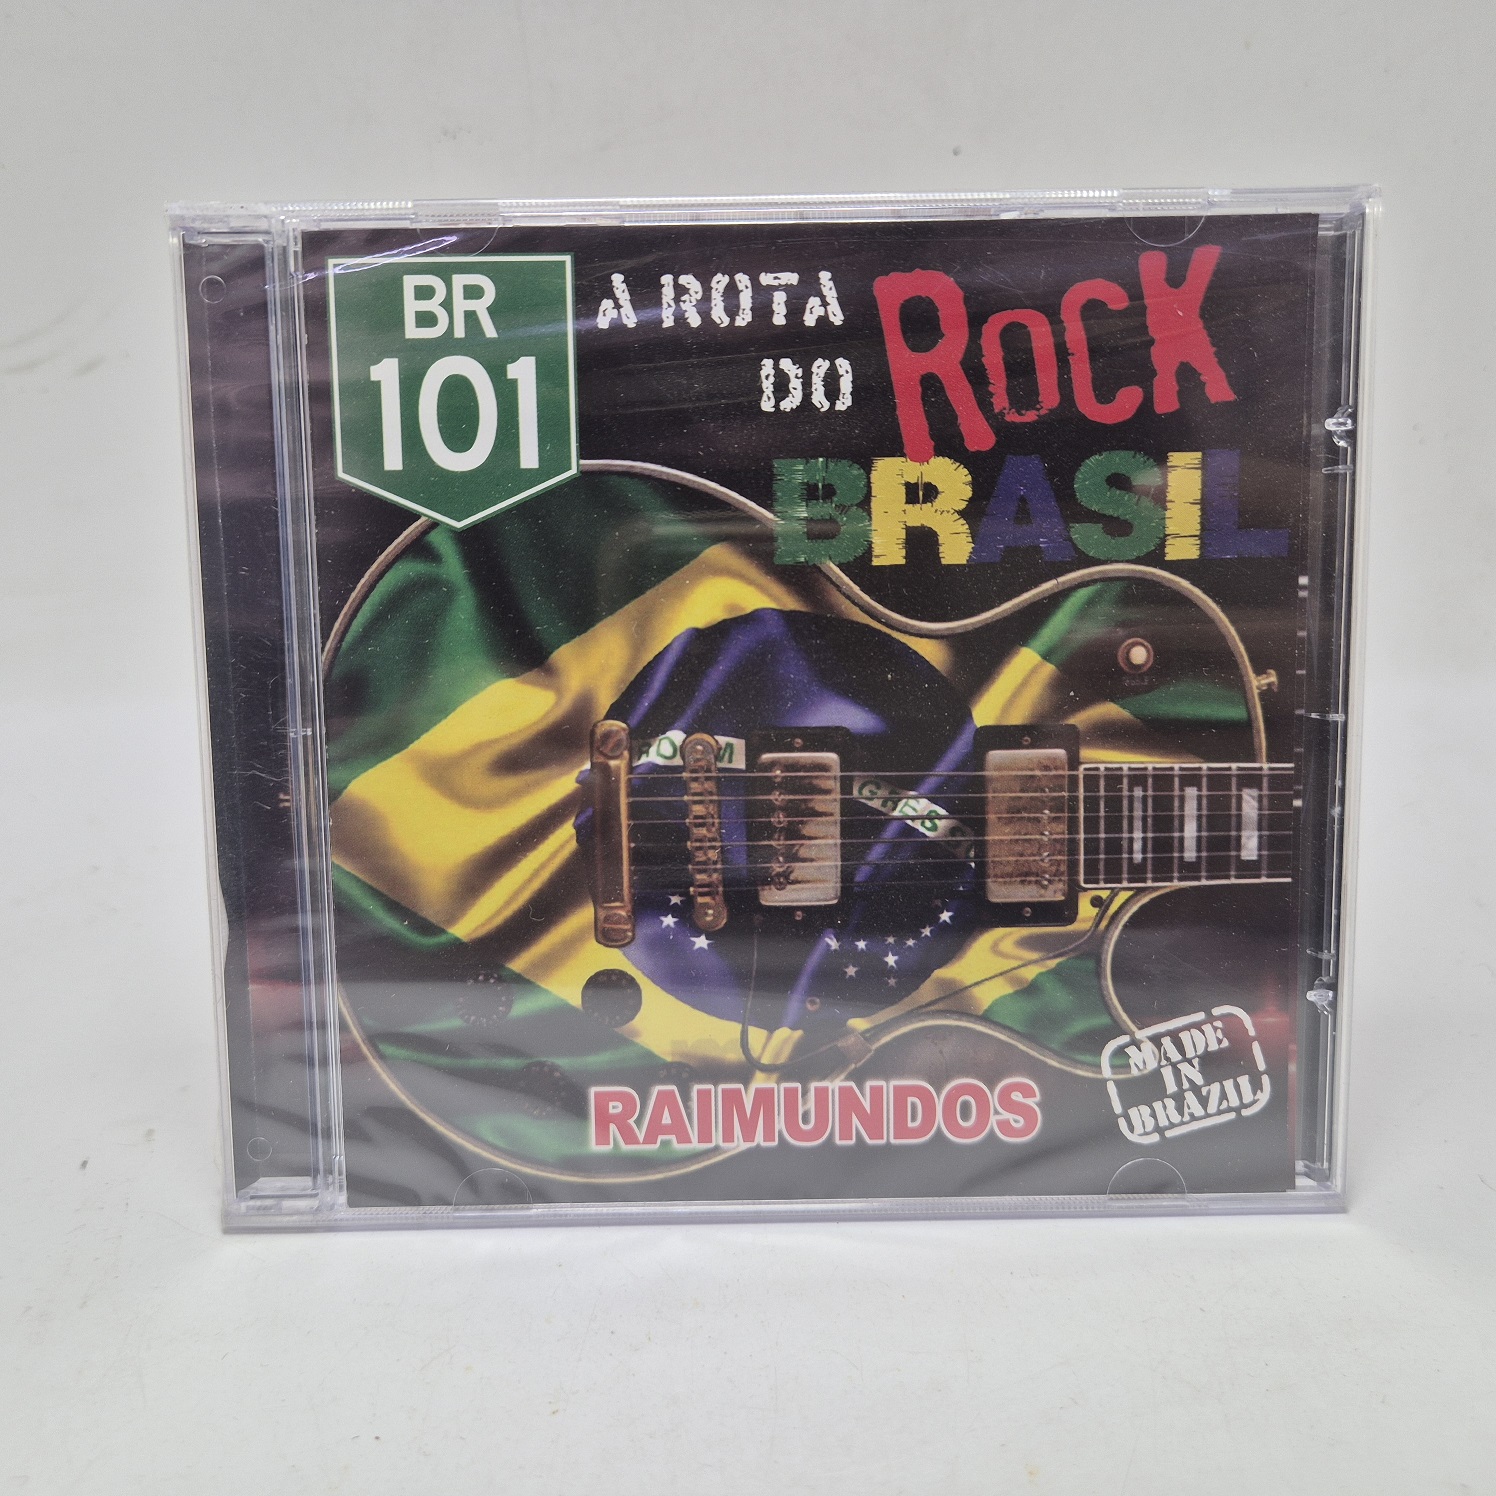 BR
101
A ROTA
DO
ROCK
BRASIL
RAIMUNDOS
MADE
IN
BRAZIL